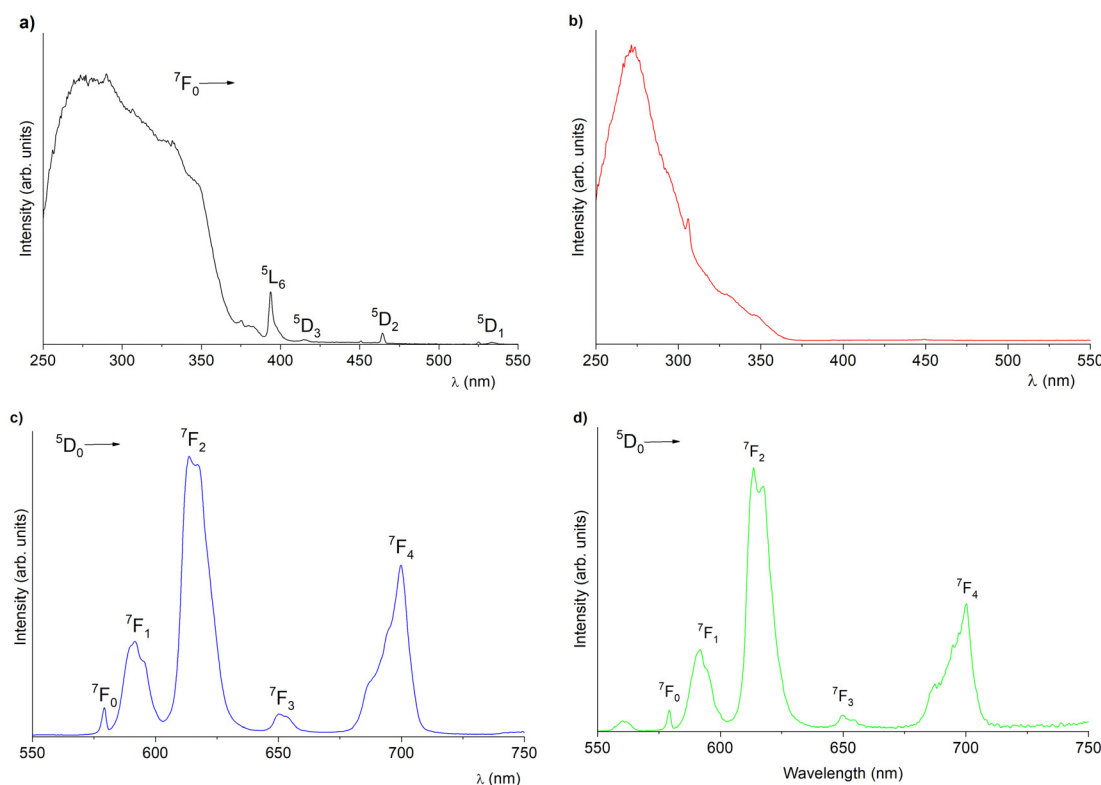 a)
⁷F₀
⁵L₆
⁵D₃
⁵D₂
⁵D₁
Intensity (arb. units)
250 300 350 400 450 500 550
λ (nm)
b)
Intensity (arb. units)
250 300 350 400 450 500 550
λ (nm)
c)
⁵D₀
⁷F₂
⁷F₄
⁷F₁
⁷F₀
⁷F₃
Intensity (arb. units)
550 600 650 700 750
λ (nm)
d)
⁵D₀
⁷F₂
⁷F₄
⁷F₁
⁷F₀
⁷F₃
Intensity (arb. units)
550 600 650 700 750
Wavelength (nm)